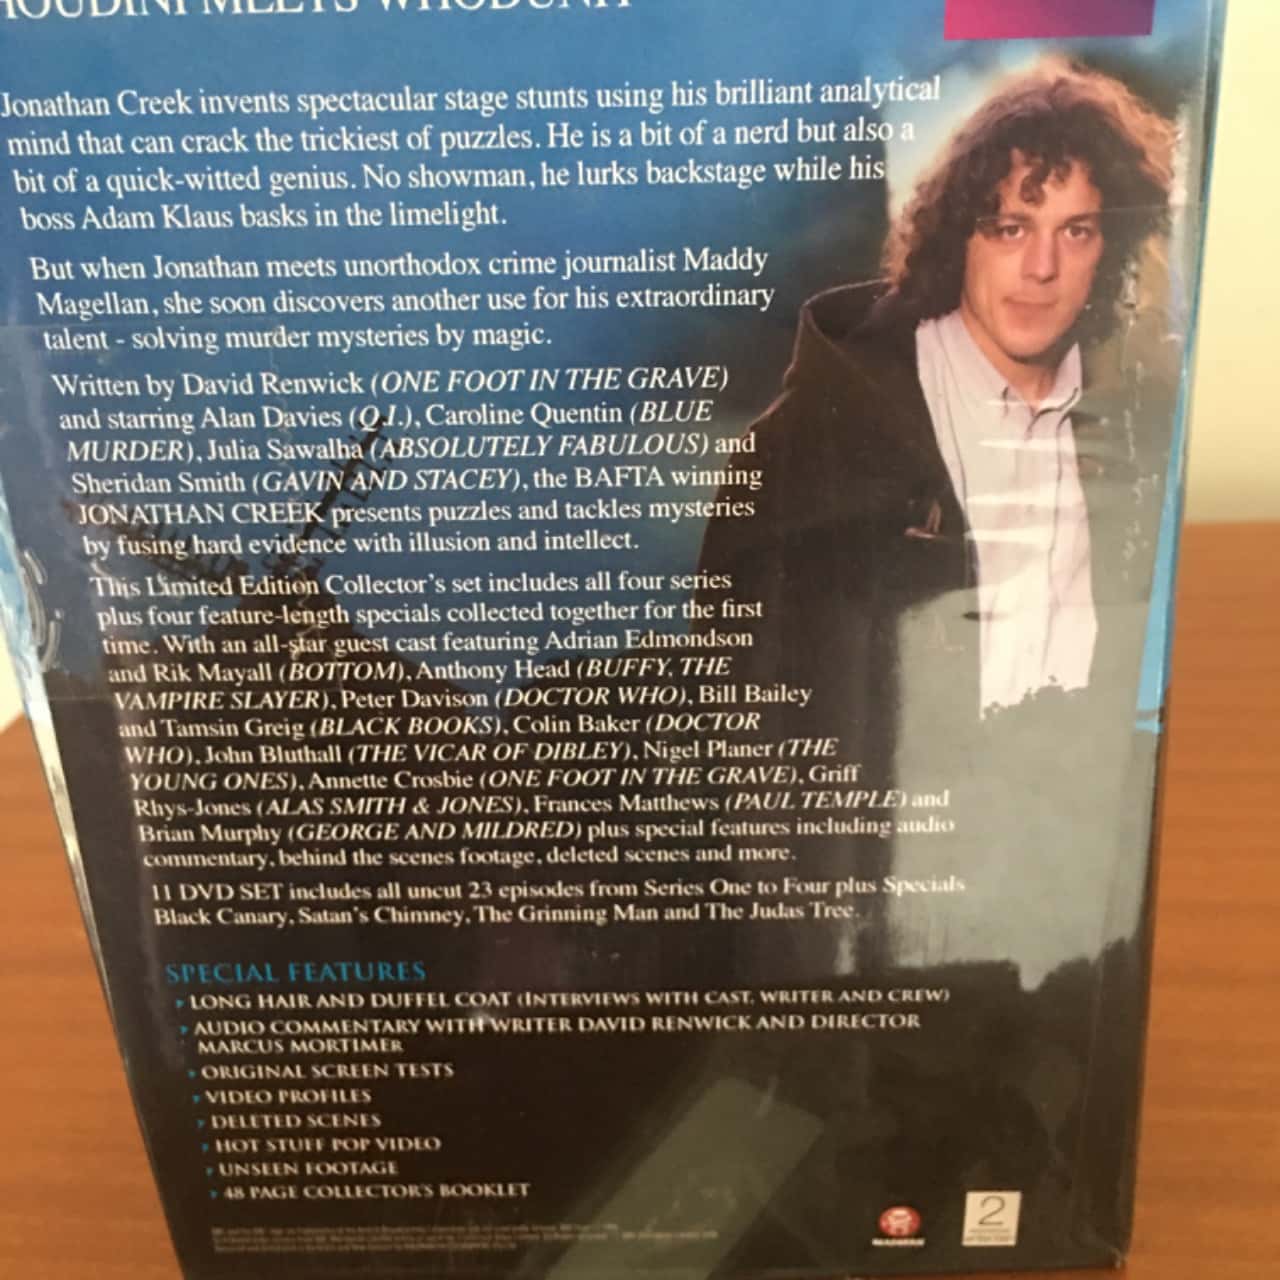 HOUDINI MEETS WHODUNIT
Jonathan Creek invents spectacular stage stunts using his brilliant analytical
mind that can crack the trickiest of puzzles. He is a bit of a nerd but also a
bit of a quick-witted genius. No showman, he lurks backstage while his
boss Adam Klaus basks in the limelight.
But when Jonathan meets unorthodox crime journalist Maddy
Magellan, she soon discovers another use for his extraordinary
talent - solving murder mysteries by magic.
Written by David Renwick (ONE FOOT IN THE GRAVE)
and starring Alan Davies (Q.I.), Caroline Quentin (BLUE
MURDER), Julia Sawalha (ABSOLUTELY FABULOUS) and
Sheridan Smith (GAVIN AND STACEY), the BAFTA winning
JONATHAN CREEK presents puzzles and tackles mysteries
by fusing hard evidence with illusion and intellect.
This Limited Edition Collector's set includes all four series
plus four feature-length specials collected together for the first
time. With an all-star guest cast featuring Adrian Edmondson
and Rik Mayall (BOTTOM), Anthony Head (BUFFY, THE
VAMPIRE SLAYER), Peter Davison (DOCTOR WHO), Bill Bailey
and Tamsin Greig (BLACK BOOKS), Colin Baker (DOCTOR
WHO), John Bluthall (THE VICAR OF DIBLEY), Nigel Planer (THE
YOUNG ONES), Annette Crosbie (ONE FOOT IN THE GRAVE), Griff
Rhys-Jones (ALAS SMITH & JONES), Frances Matthews (PAUL TEMPLE) and
Brian Murphy (GEORGE AND MILDRED) plus special features including audio
commentary, behind the scenes footage, deleted scenes and more.
11 DVD SET includes all uncut 23 episodes from Series One to Four plus Specials
Black Canary, Satan's Chimney, The Grinning Man and The Judas Tree.
SPECIAL FEATURES
LONG HAIR AND DUFFEL COAT (INTERVIEWS WITH CAST, WRITER AND CREW)
AUDIO COMMENTARY WITH WRITER DAVID RENWICK AND DIRECTOR
MARCUS MORTIMER
ORIGINAL SCREEN TESTS
VIDEO PROFILES
DELETED SCENES
HOT STUFF POP VIDEO
UNSEEN FOOTAGE
48 PAGE COLLECTOR'S BOOKLET
MADMAN
2